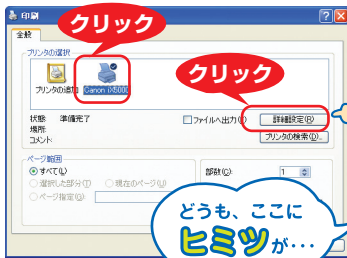 印刷
クリック
全般
プリンタの選択
クリック
プリンタの追加
Canon iX5000
状態: 準備完了
場所:
コメント:
ファイルへ出力(F)
詳細設定(R)
プリンタの検索(D)...
ページ範囲
すべて(L)
選択した部分(T)
現在のページ(U)
ページ指定(G):
部数(C):
1
どうも、ここに
ヒミツが・・・